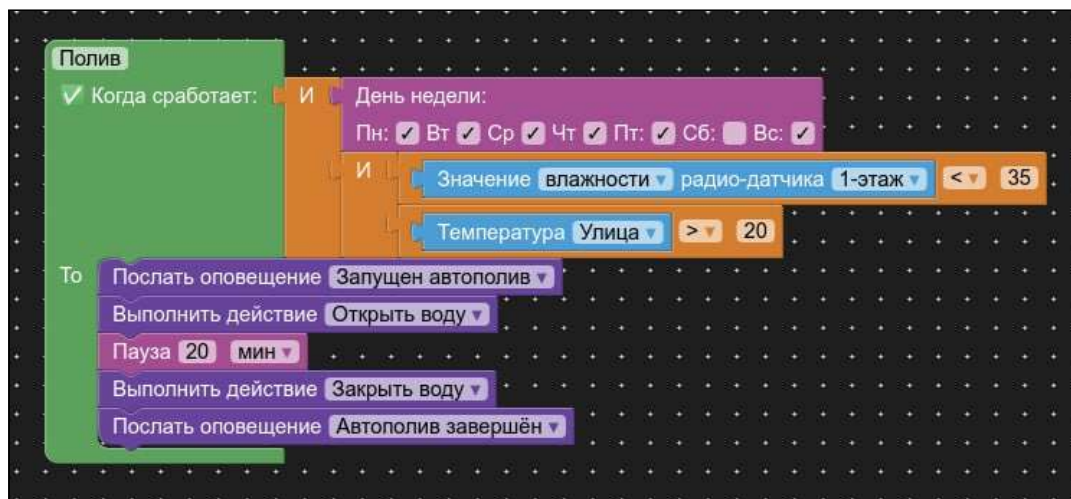 Полив
Когда сработает: И День недели:
Пн: Вт Ср Чт Пт: Сб: Вс:
И Значение влажности радио-датчика 1-этаж < 35
Температура Улица > 20
То Послать оповещение Запущен автополив
Выполнить действие Открыть воду
Пауза 20 мин
Выполнить действие Закрыть воду
Послать оповещение Автополив завершён